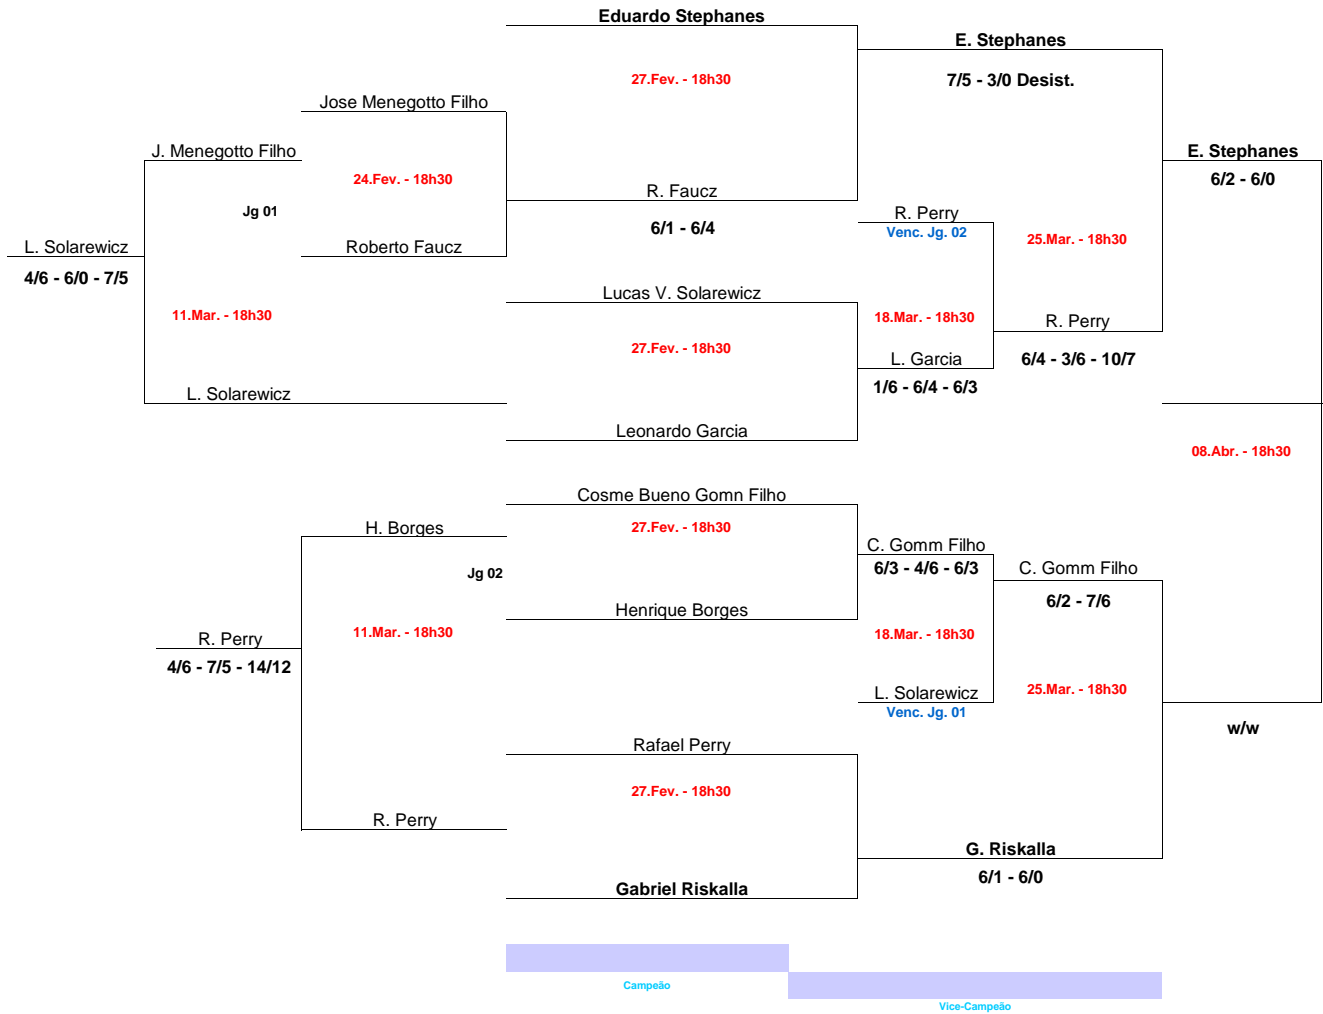 Eduardo Stephanes
E. Stephanes
27.Fev. - 18h30
7/5 - 3/0 Desist.
Jose Menegotto Filho
J. Menegotto Filho
E. Stephanes
24.Fev. - 18h30
6/2 - 6/0
R. Faucz
Jg 01
R. Perry
6/1 - 6/4
Venc. Jg. 02
25.Mar. - 18h30
L. Solarewicz
Roberto Faucz
4/6 - 6/0 - 7/5
Lucas V. Solarewicz
11.Mar. - 18h30
18.Mar. - 18h30
R. Perry
27.Fev. - 18h30
L. Garcia
6/4 - 3/6 - 10/7
1/6 - 6/4 - 6/3
L. Solarewicz
Leonardo Garcia
08.Abr. - 18h30
Cosme Bueno Gomn Filho
H. Borges
27.Fev. - 18h30
C. Gomm Filho
6/3 - 4/6 - 6/3
C. Gomm Filho
Jg 02
6/2 - 7/6
Henrique Borges
R. Perry
11.Mar. - 18h30
18.Mar. - 18h30
4/6 - 7/5 - 14/12
L. Solarewicz
25.Mar. - 18h30
Venc. Jg. 01
w/w
Rafael Perry
27.Fev. - 18h30
R. Perry
G. Riskalla
6/1 - 6/0
Gabriel Riskalla
Campeão
Vice-Campeão